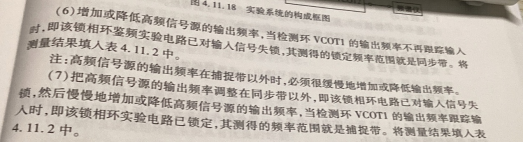 图 4.11.18 实验系统的构成框图
(6)增加或降低高频信号源的输出频率,当检测环 VCOT1 的输出频率不再跟踪输入
时,即该锁相环鉴频实验电路已对输入信号失锁,其测得的锁定频率范围就是同步带。将
测量结果填入表 4.11.2 中。
注:高频信号源的输出频率在捕捉带以外时,必须很缓慢地增加或降低输出频率。
(7)把高频信号源的输出频率调整在同步带以外,即该锁相环电路已对输入信号失
锁,然后慢慢地增加或降低高频信号源的输出频率,当检测环 VCOT1 的输出频率跟踪输
入时,即该锁相环实验电路已锁定,其测得的频率范围就是捕捉带。将测量结果填入表
4.11.2 中。